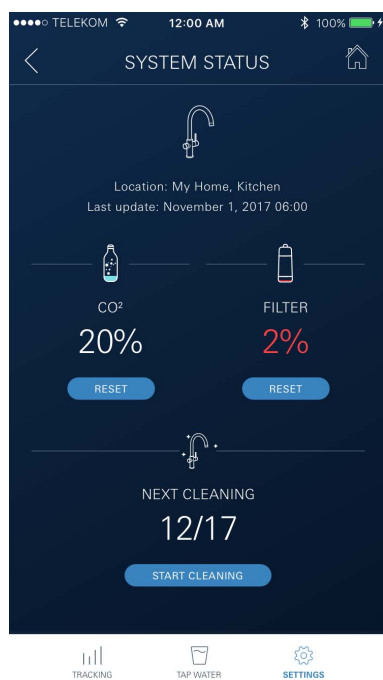 TELEKOM 12:00 AM 100%
SYSTEM STATUS
Location: My Home, Kitchen
Last update: November 1, 2017 06:00
CO² FILTER
20% 2%
RESET RESET
NEXT CLEANING
12/17
START CLEANING
TRACKING TAP WATER SETTINGS